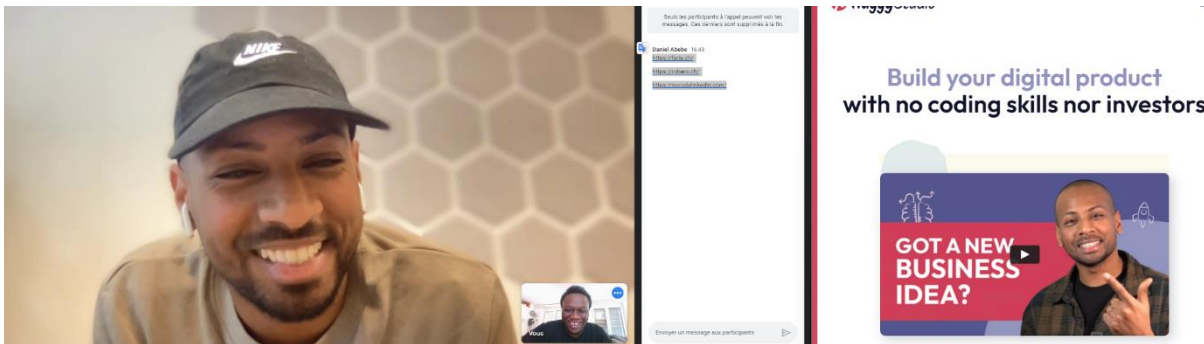 NIKE
Vous
Seuls les participants à l'appel peuvent voir les
messages. Ces derniers sont supprimés à la fin.
Daniel Abebe 16:43
Envoyer un message aux participants
Build your digital product
with no coding skills nor investors
GOT A NEW
BUSINESS
IDEA?